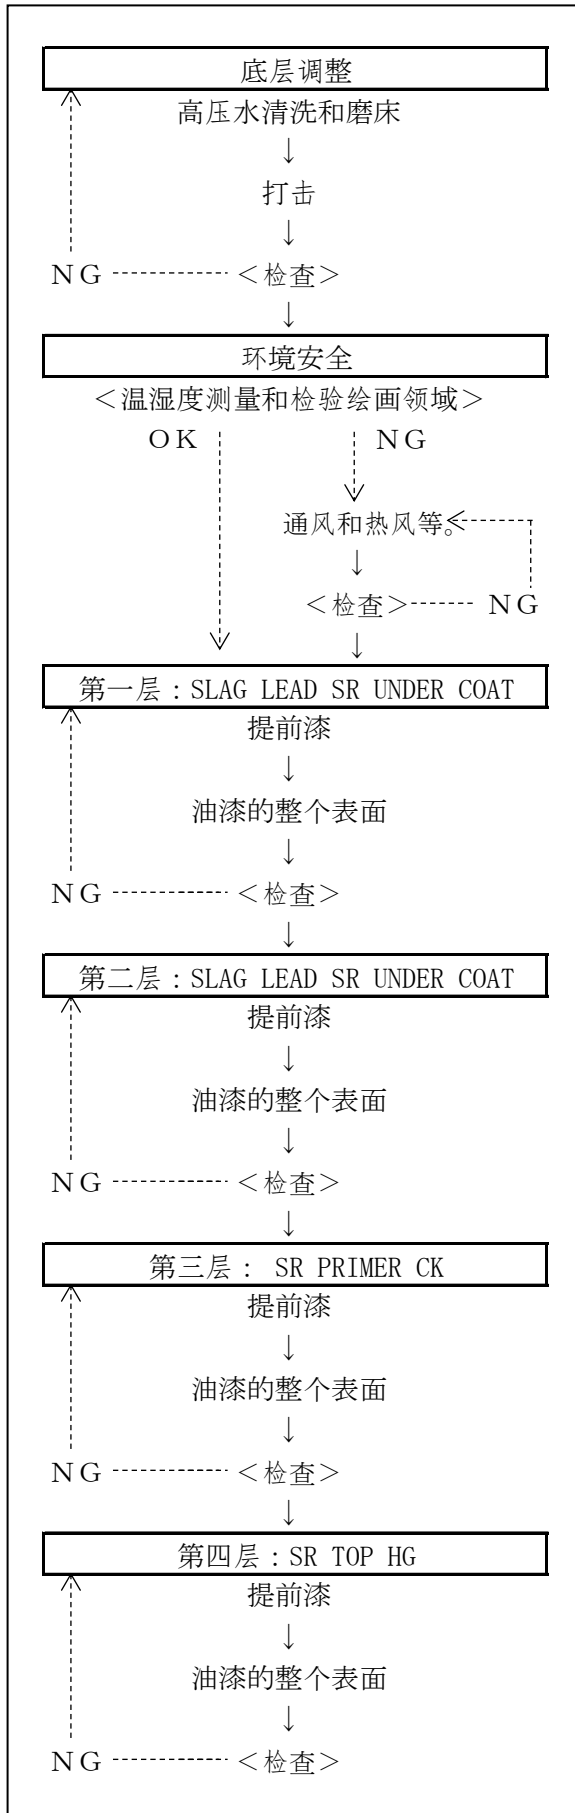 底层调整
高压水清洗和磨床
↓
打击
↓
NG <检查>
↓
环境安全
<温湿度测量和检验绘画领域>
OK NG
通风和热风等。
↓
<检查> NG
↓
第一层：SLAG LEAD SR UNDER COAT
提前漆
↓
油漆的整个表面
↓
NG <检查>
↓
第二层：SLAG LEAD SR UNDER COAT
提前漆
↓
油漆的整个表面
↓
NG <检查>
↓
第三层： SR PRIMER CK
提前漆
↓
油漆的整个表面
↓
NG <检查>
↓
第四层：SR TOP HG
提前漆
↓
油漆的整个表面
↓
NG <检查>